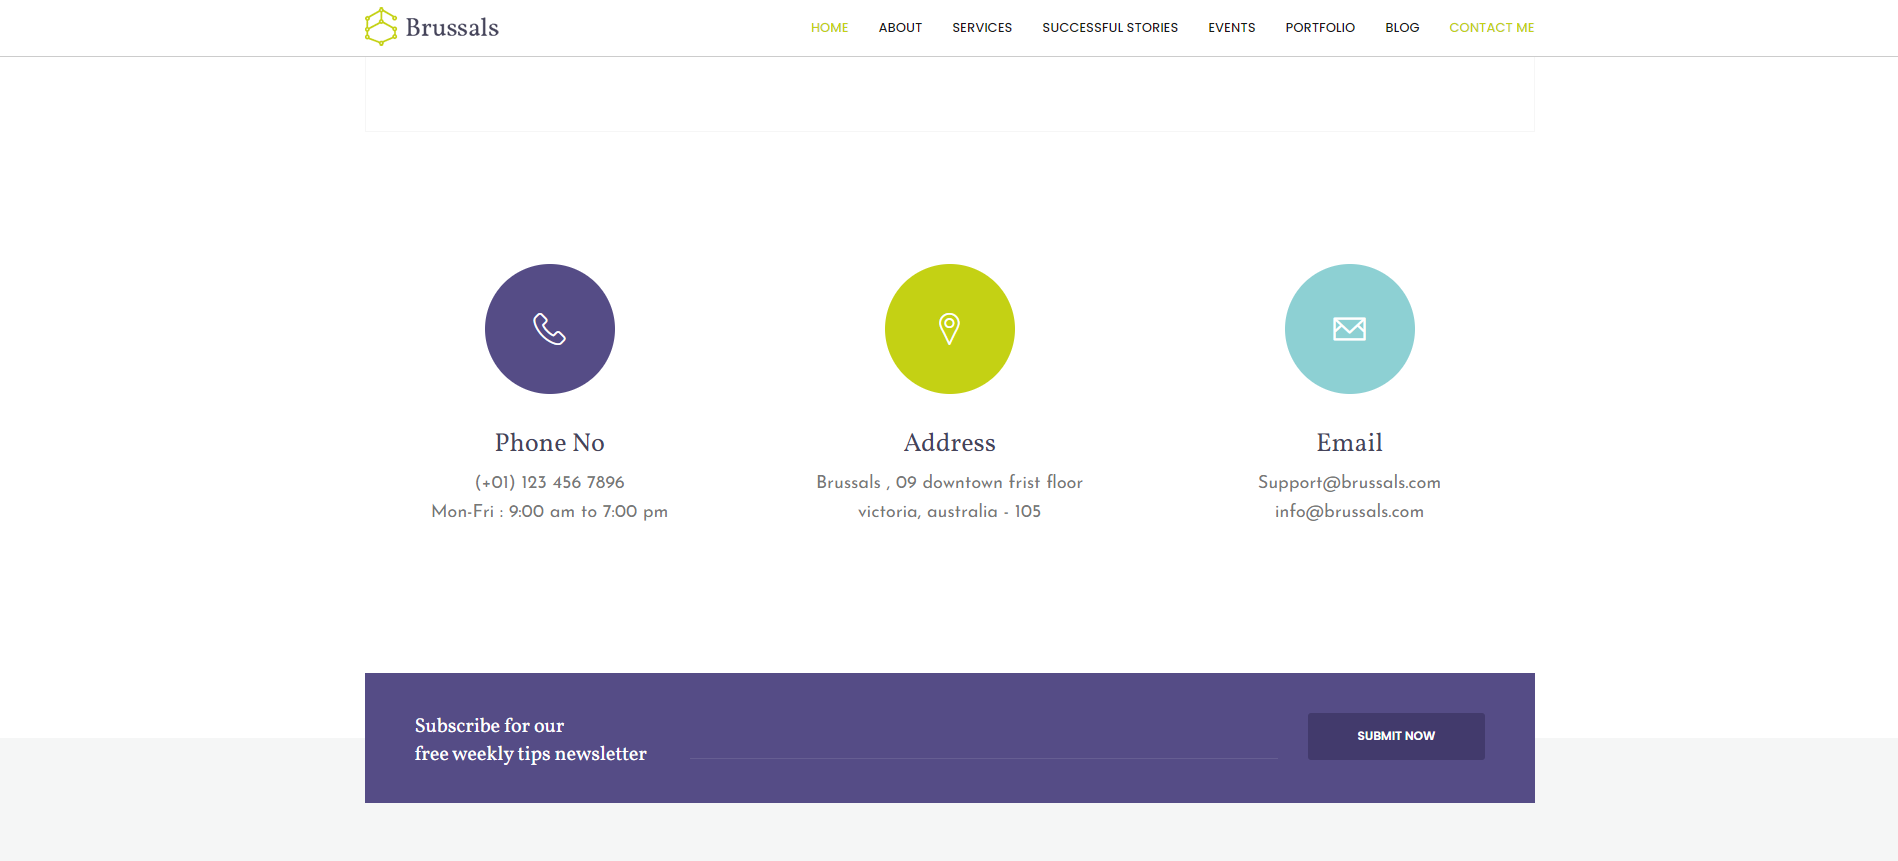 Brussals
HOME ABOUT SERVICES SUCCESSFUL STORIES EVENTS PORTFOLIO BLOG CONTACT ME
Phone No
(+01) 123 456 7896
Mon-Fri : 9:00 am to 7:00 pm
Address
Brussals , 09 downtown frist floor
victoria, australia - 105
Email
Support@brussals.com
info@brussals.com
Subscribe for our
free weekly tips newsletter
SUBMIT NOW